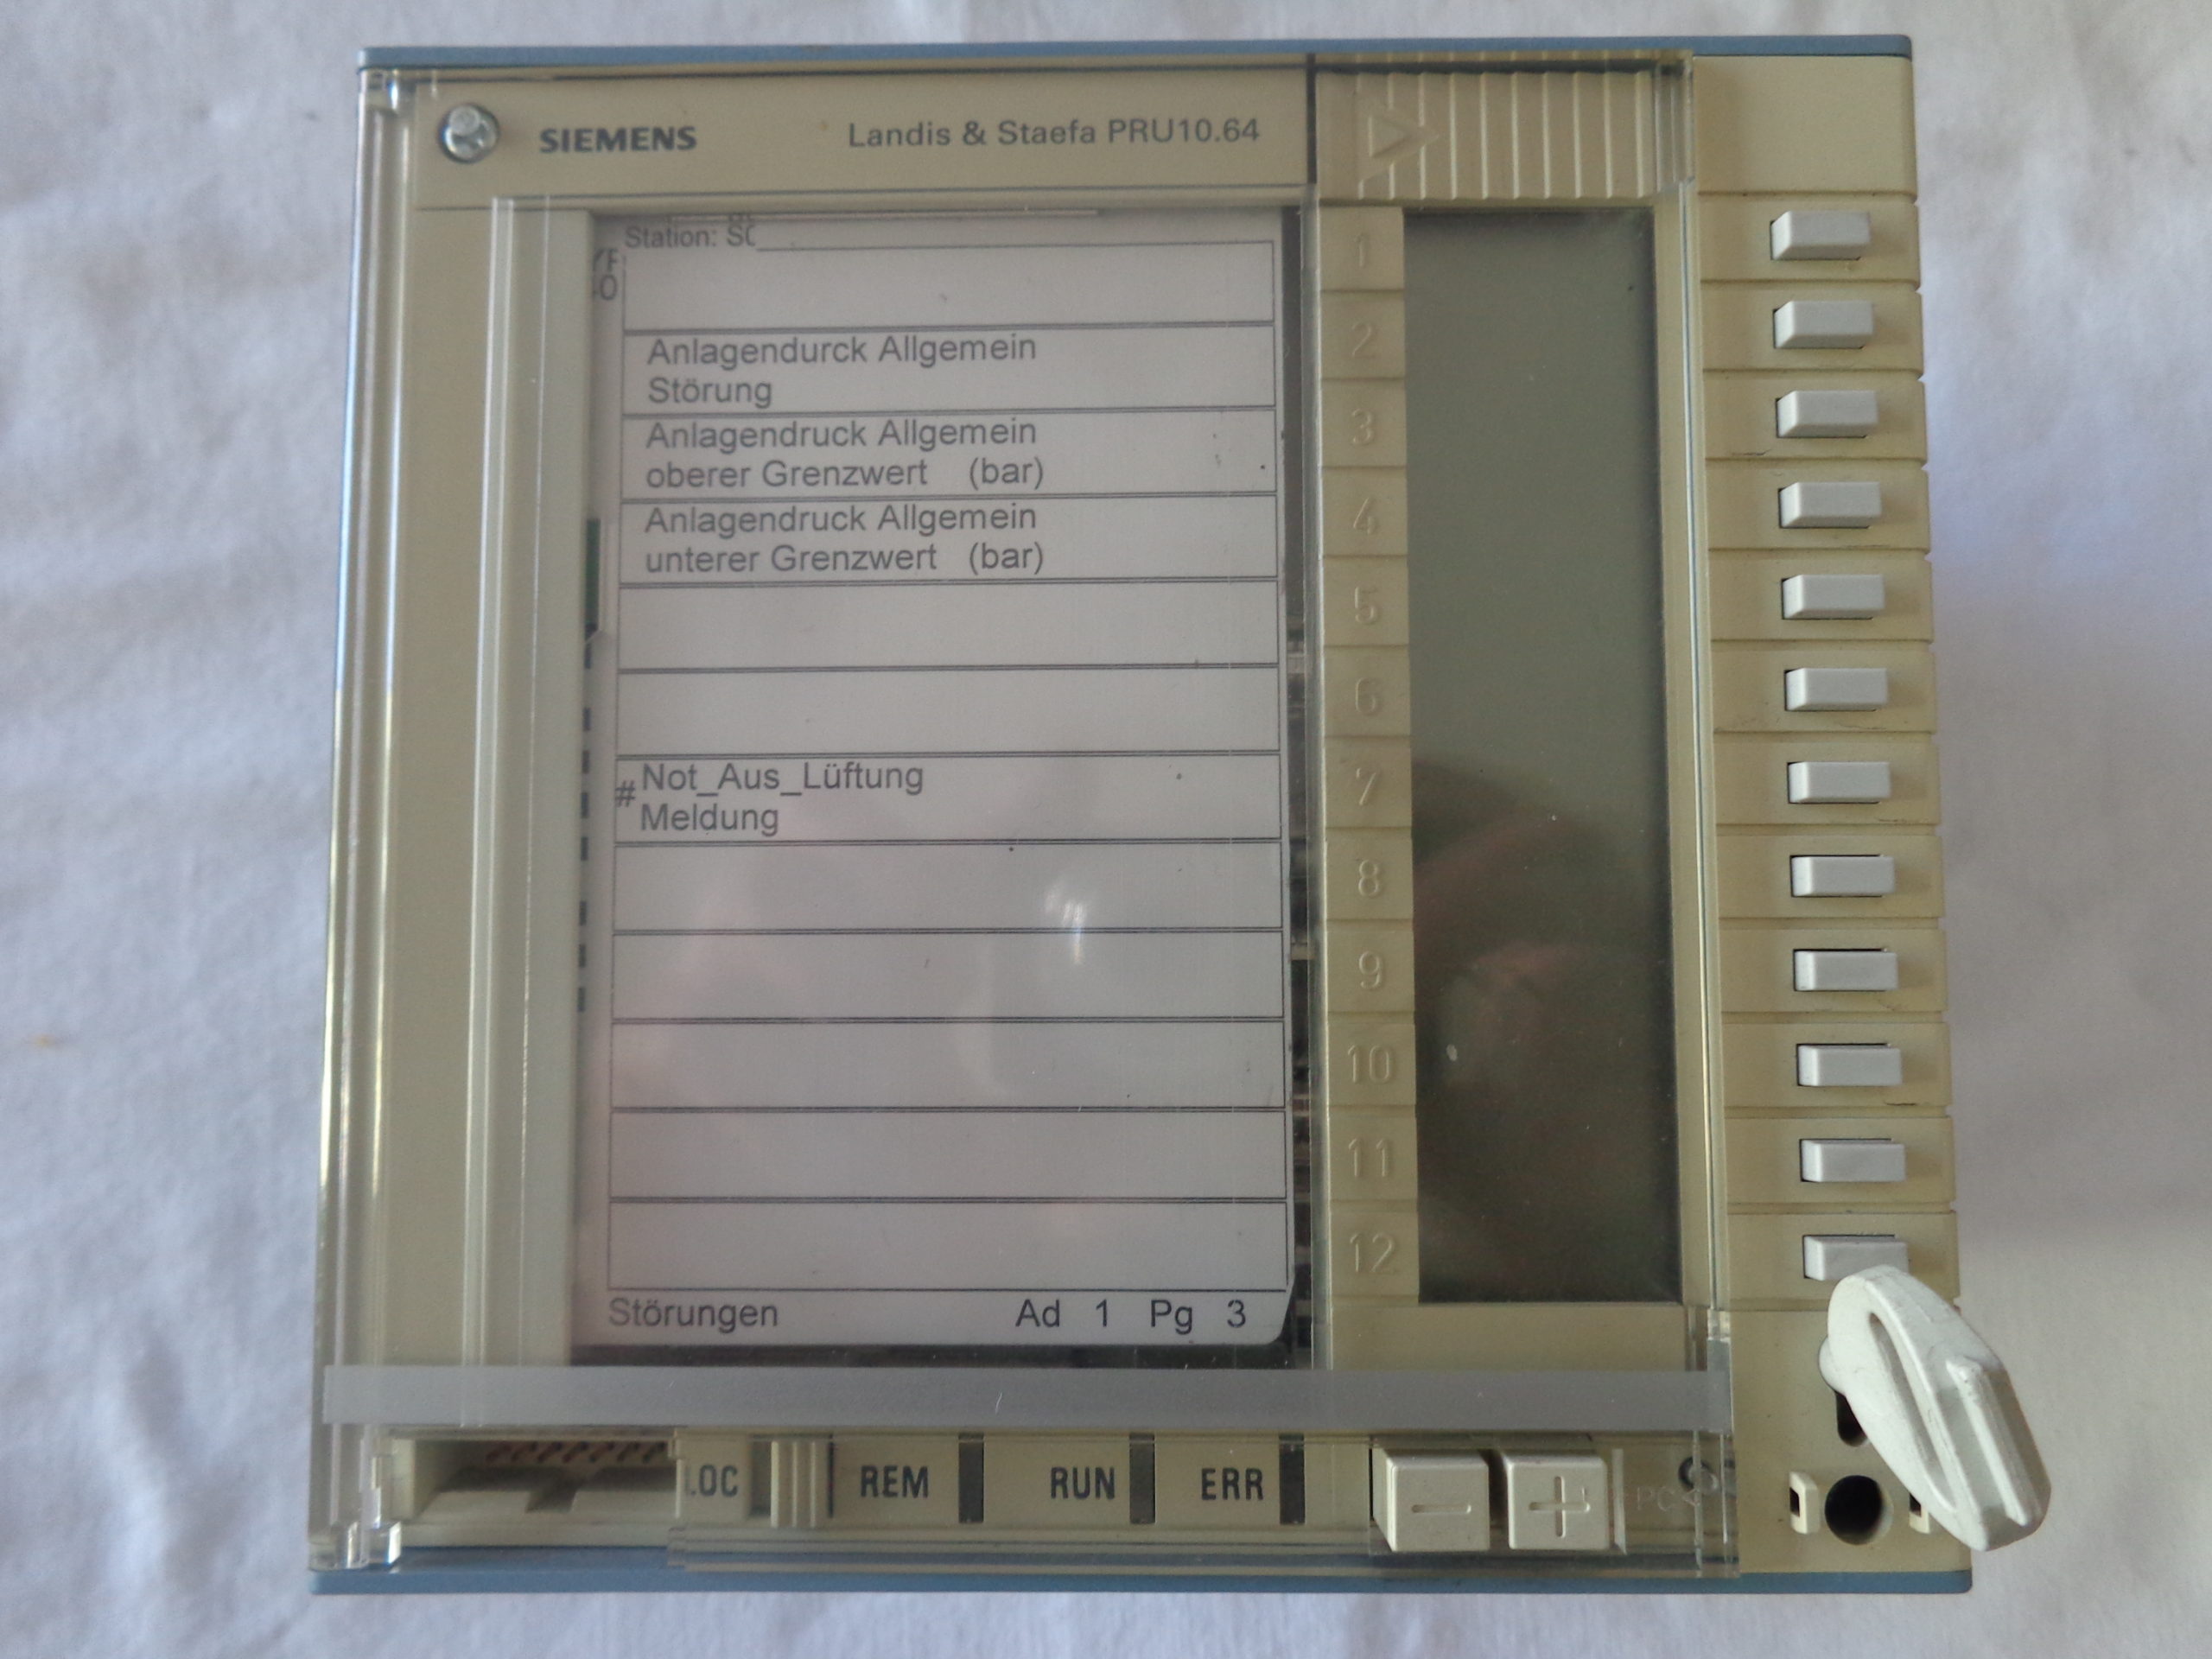 SIEMENS Landis & Staefa PRU10.64
Station:
1
2 Anlagendurck Allgemein
Störung
3 Anlagendruck Allgemein
oberer Grenzwert (bar)
4 Anlagendruck Allgemein
unterer Grenzwert (bar)
5
6
7 # Not_Aus_Lüftung
Meldung
8
9
10
11
12
Störungen Ad 1 Pg 3
LOC REM RUN ERR - + PC